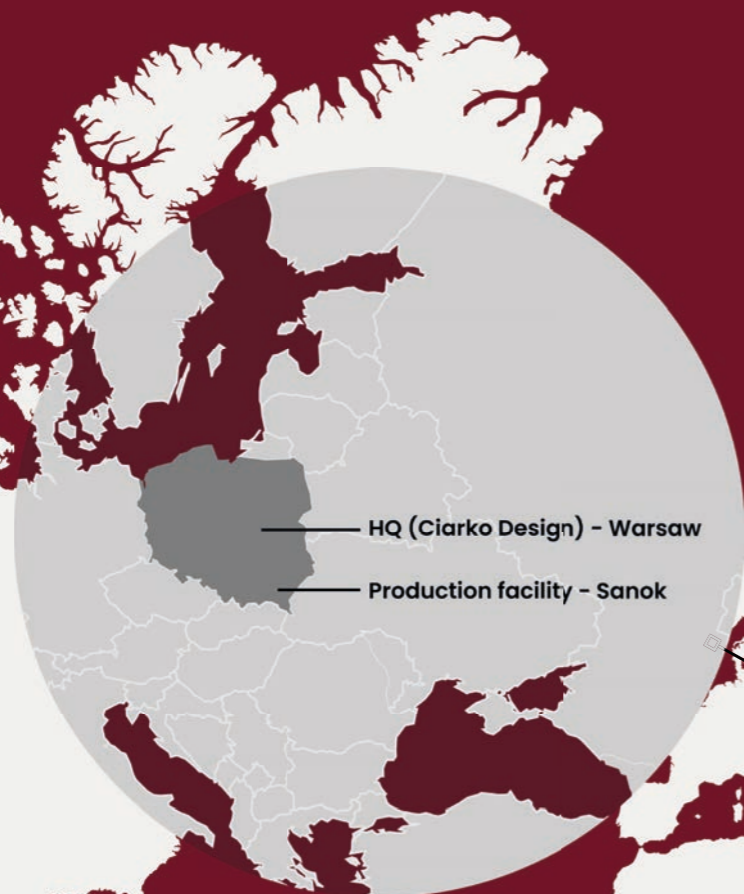 HQ (Ciarko Design) - Warsaw
Production facility - Sanok